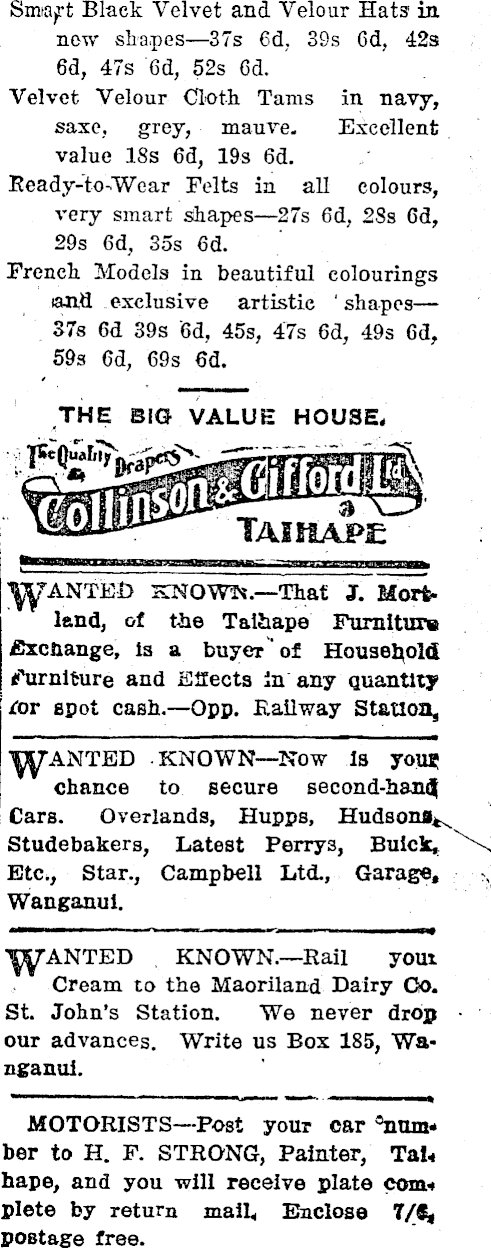 Smart Black Velvet and Velour Hats in
new shapes—37s 6d, 39s 6d, 42s
6d, 47s 6d, 52s 6d.
Velvet Velour Cloth Tams in navy,
saxe, grey, mauve. Excellent
value 18s 6d, 19s 6d.
Ready-to-Wear Felts in all colours,
very smart shapes—27s 6d, 28s 6d,
29s 6d, 35s 6d.
French Models in beautiful colourings
and exclusive artistic shapes—
37s 6d 39s 6d, 45s, 47s 6d, 49s 6d,
59s 6d, 69s 6d.
THE BIG VALUE HOUSE.
The Quality Drapers
Collinson & Gifford Ltd
TAIHAPE
WANTED KNOWN.—That J. Mort-
land, of the Taihape Furniture
Exchange, is a buyer of Household
Furniture and Effects in any quantity
for spot cash.—Opp. Railway Station,
WANTED KNOWN—Now is your
chance to secure second-hand
Cars. Overlands, Hupps, Hudsons,
Studebakers, Latest Perrys, Buick,
Etc., Star., Campbell Ltd., Garage,
Wanganui.
WANTED KNOWN.—Rail your
Cream to the Maoriland Dairy Co.
St. John's Station. We never drop
our advances. Write us Box 185, Wa-
nganui.
MOTORISTS—Post your car num-
ber to H. F. STRONG, Painter, Tai-
hape, and you will receive plate com-
plete by return mail, Enclose 7/6,
postage free.